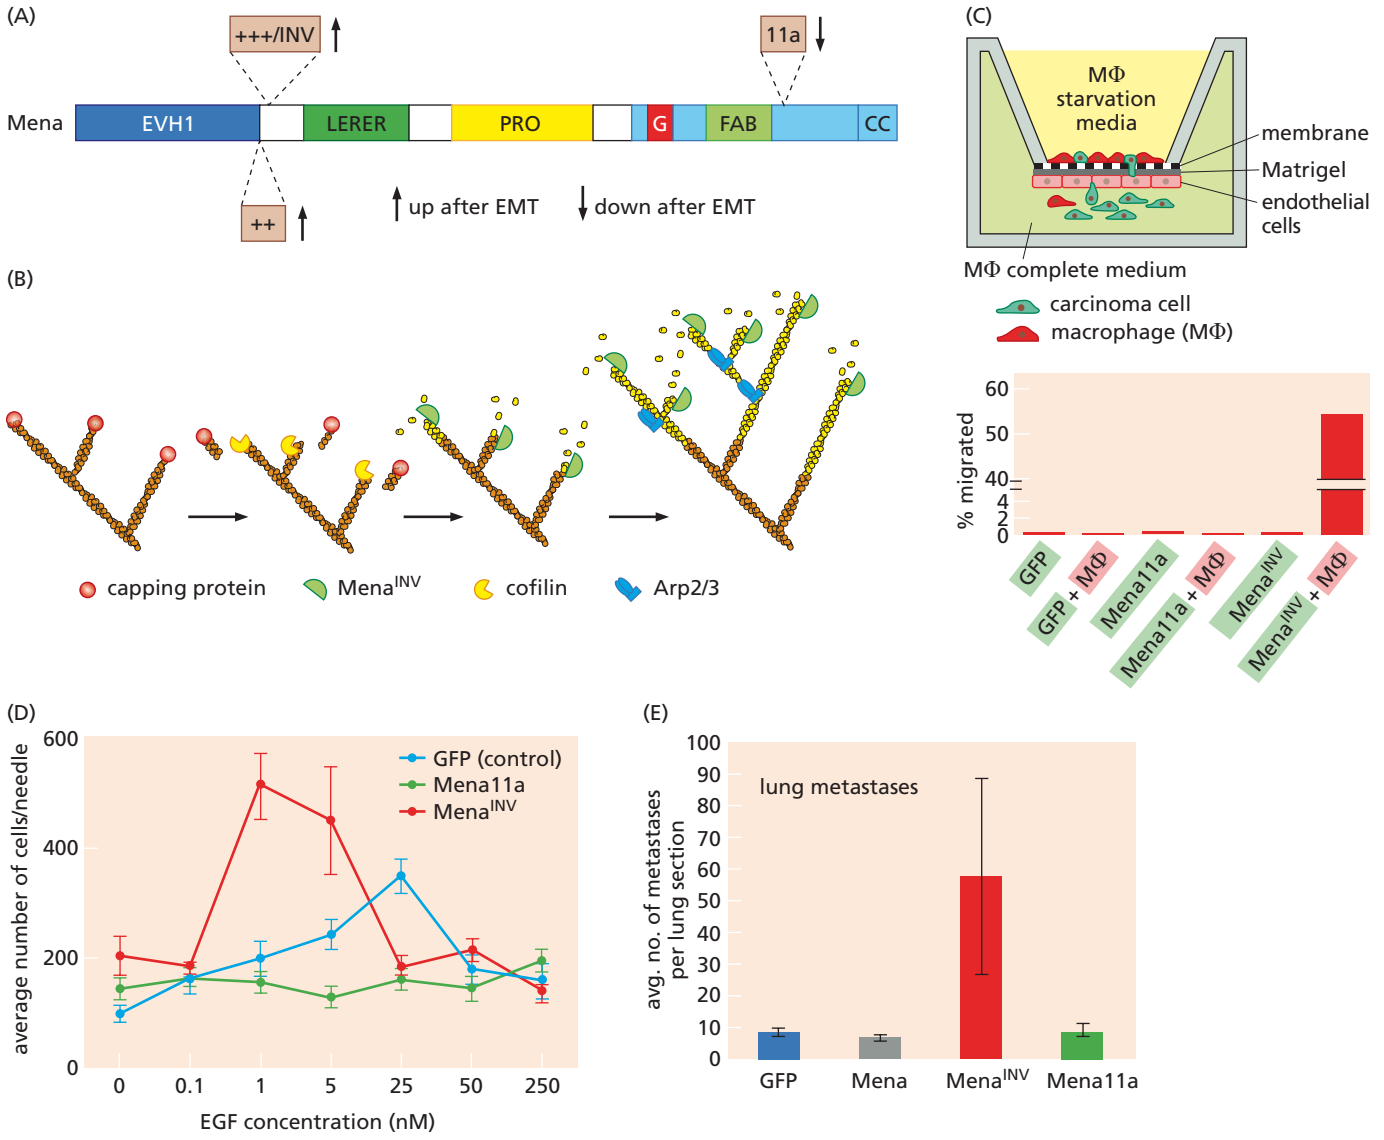 (A)
+++/INV
11a
Mena
EVH1
LERER
PRO
G
FAB
CC
++
up after EMT
down after EMT
(B)
capping protein
Mena^INV
cofilin
Arp2/3
(C)
MΦ
starvation
media
membrane
Matrigel
endothelial
cells
MΦ complete medium
carcinoma cell
macrophage (MΦ)
% migrated
60
50
40
4
2
0
GFP
GFP + MΦ
Mena11a
Mena11a + MΦ
Mena^INV
Mena^INV + MΦ
(D)
average number of cells/needle
600
400
200
0
GFP (control)
Mena11a
Mena^INV
0 0.1 1 5 25 50 250
EGF concentration (nM)
(E)
avg. no. of metastases
per lung section
100
90
80
70
60
50
40
30
20
10
0
lung metastases
GFP Mena Mena^INV Mena11a